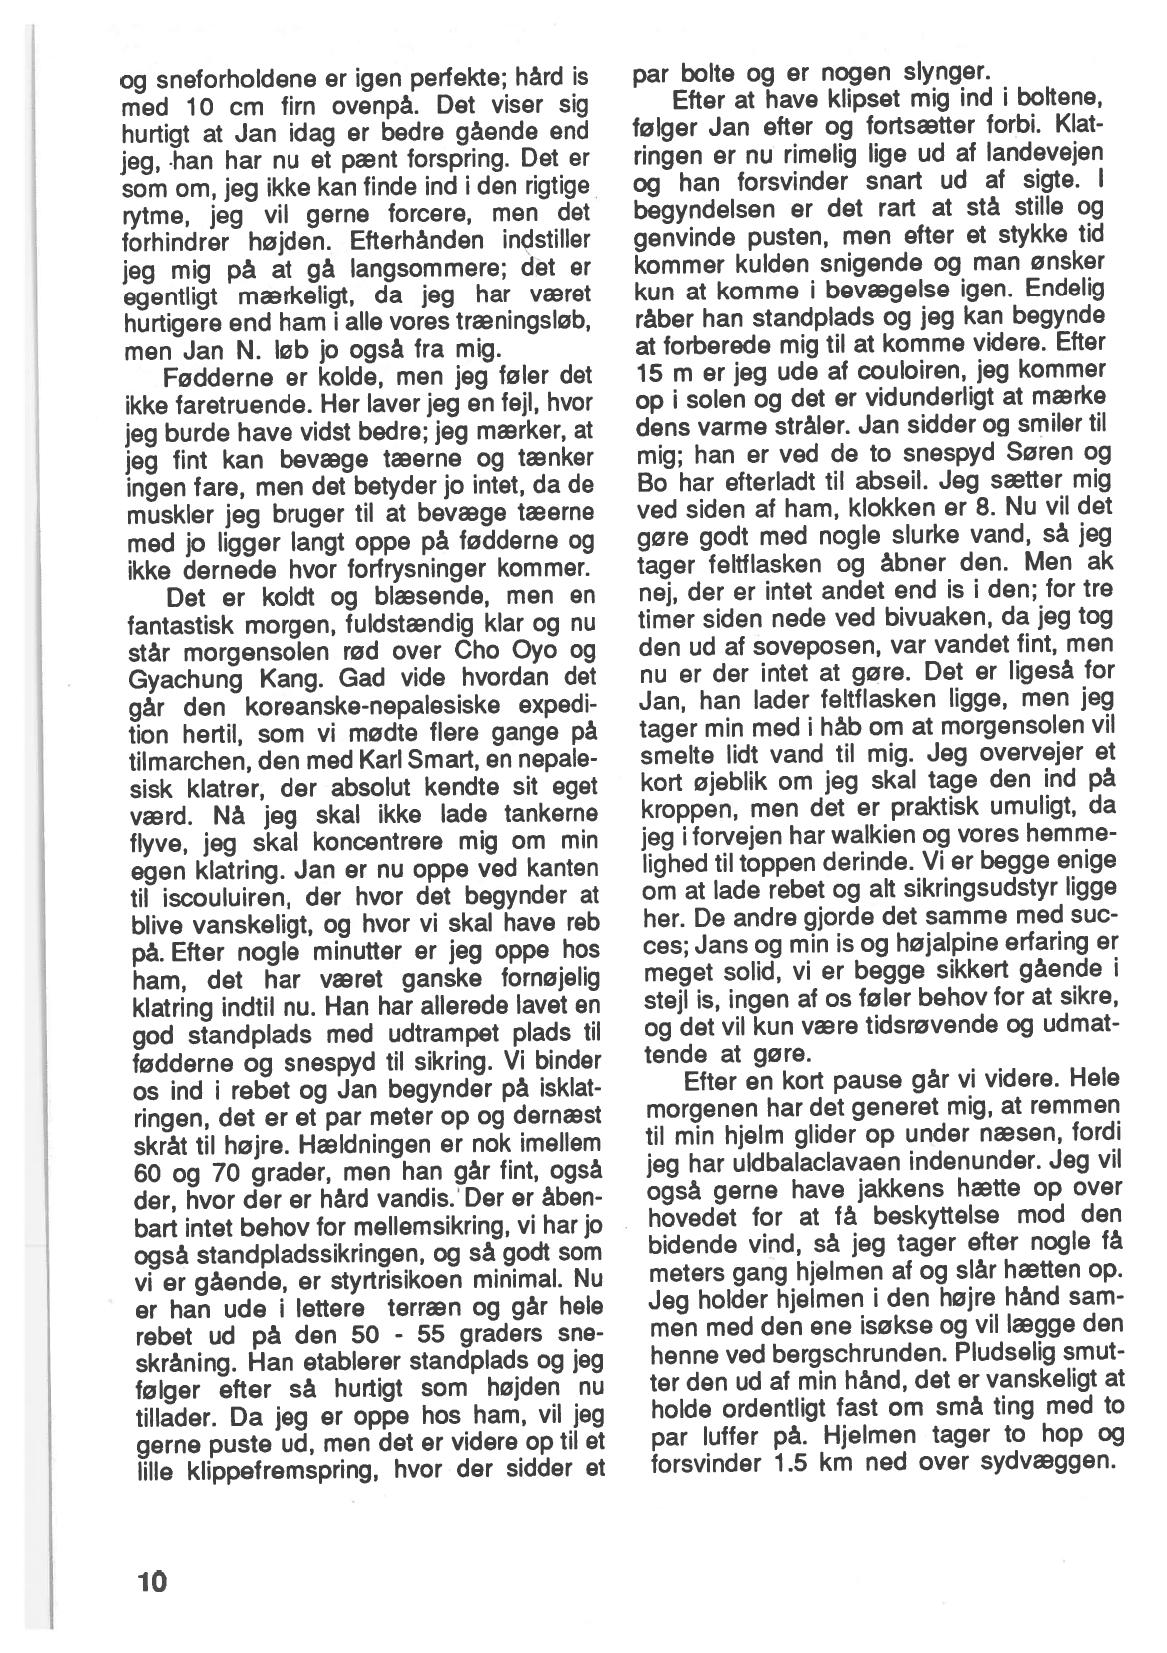 og sneforholdene er igen perfekte; hård is
med 10 cm firn ovenpå. Det viser sig
hurtigt at Jan idag er bedre gående end
jeg, han har nu et pænt forspring. Det er
som om, jeg ikke kan finde ind i den rigtige
rytme, jeg vil gerne forcere, men det
forhindrer højden. Efterhånden indstiller
jeg mig på at gå langsommere; det er
egentligt mærkeligt, da jeg har været
hurtigere end ham i alle vores træningsløb,
men Jan N. løb jo også fra mig.
Fødderne er kolde, men jeg føler det
ikke faretruende. Her laver jeg en fejl, hvor
jeg burde have vidst bedre; jeg mærker, at
jeg fint kan bevæge tæerne og tænker
ingen fare, men det betyder jo intet, da de
muskler jeg bruger til at bevæge tæerne
med jo ligger langt oppe på fødderne og
ikke dernede hvor forfrysninger kommer.
Det er koldt og blæsende, men en
fantastisk morgen, fuldstændig klar og nu
står morgensolen rød over Cho Oyo og
Gyachung Kang. Gad vide hvordan det
går den koreanske-nepalesiske expedi-
tion hertil, som vi mødte flere gange på
tilmarchen, den med Karl Smart, en nepale-
sisk klatrer, der absolut kendte sit eget
værd. Nå jeg skal ikke lade tankerne
flyve, jeg skal koncentrere mig om min
egen klatring. Jan er nu oppe ved kanten
til iscouluiren, der hvor det begynder at
blive vanskeligt, og hvor vi skal have reb
på. Efter nogle minutter er jeg oppe hos
ham, det har været ganske fornøjelig
klatring indtil nu. Han har allerede lavet en
god standplads med udtrampet plads til
fødderne og snespyd til sikring. Vi binder
os ind i rebet og Jan begynder på isklat-
ringen, det er et par meter op og dernæst
skråt til højre. Hældningen er nok imellem
60 og 70 grader, men han går fint, også
der, hvor der er hård vandis. Der er åben-
bart intet behov for mellemsikring, vi har jo
også standpladssikringen, og så godt som
vi er gående, er styrtrisikoen minimal. Nu
er han ude i lettere terræn og går hele
rebet ud på den 50 - 55 graders sne-
skråning. Han etablerer standplads og jeg
følger efter så hurtigt som højden nu
tillader. Da jeg er oppe hos ham, vil jeg
gerne puste ud, men det er videre op til et
lille klippefremspring, hvor der sidder et
par bolte og er nogen slynger.
Efter at have klipset mig ind i boltene,
følger Jan efter og fortsætter forbi. Klat-
ringen er nu rimelig lige ud af landevejen
og han forsvinder snart ud af sigte. I
begyndelsen er det rart at stå stille og
genvinde pusten, men efter et stykke tid
kommer kulden snigende og man ønsker
kun at komme i bevægelse igen. Endelig
råber han standplads og jeg kan begynde
at forberede mig til at komme videre. Efter
15 m er jeg ude af couloiren, jeg kommer
op i solen og det er vidunderligt at mærke
dens varme stråler. Jan sidder og smiler til
mig; han er ved de to snespyd Søren og
Bo har efterladt til abseil. Jeg sætter mig
ved siden af ham, klokken er 8. Nu vil det
gøre godt med nogle slurke vand, så jeg
tager feltflasken og åbner den. Men ak
nej, der er intet andet end is i den; for tre
timer siden nede ved bivuaken, da jeg tog
den ud af soveposen, var vandet fint, men
nu er der intet at gøre. Det er ligeså for
Jan, han lader feltflasken ligge, men jeg
tager min med i håb om at morgensolen vil
smelte lidt vand til mig. Jeg overvejer et
kort øjeblik om jeg skal tage den ind på
kroppen, men det er praktisk umuligt, da
jeg i forvejen har walkien og vores hemme-
lighed til toppen derinde. Vi er begge enige
om at lade rebet og alt sikringsudstyr ligge
her. De andre gjorde det samme med suc-
ces; Jans og min is og højalpine erfaring er
meget solid, vi er begge sikkert gående i
stejl is, ingen af os føler behov for at sikre,
og det vil kun være tidsrøvende og udmat-
tende at gøre.
Efter en kort pause går vi videre. Hele
morgenen har det generet mig, at remmen
til min hjelm glider op under næsen, fordi
jeg har uldbalaclavaen indenunder. Jeg vil
også gerne have jakkens hætte op over
hovedet for at få beskyttelse mod den
bidende vind, så jeg tager efter nogle få
meters gang hjelmen af og slår hætten op.
Jeg holder hjelmen i den højre hånd sam-
men med den ene isøkse og vil lægge den
henne ved bergschrunden. Pludselig smut-
ter den ud af min hånd, det er vanskeligt at
holde ordentligt fast om små ting med to
par luffer på. Hjelmen tager to hop og
forsvinder 1.5 km ned over sydvæggen.
10